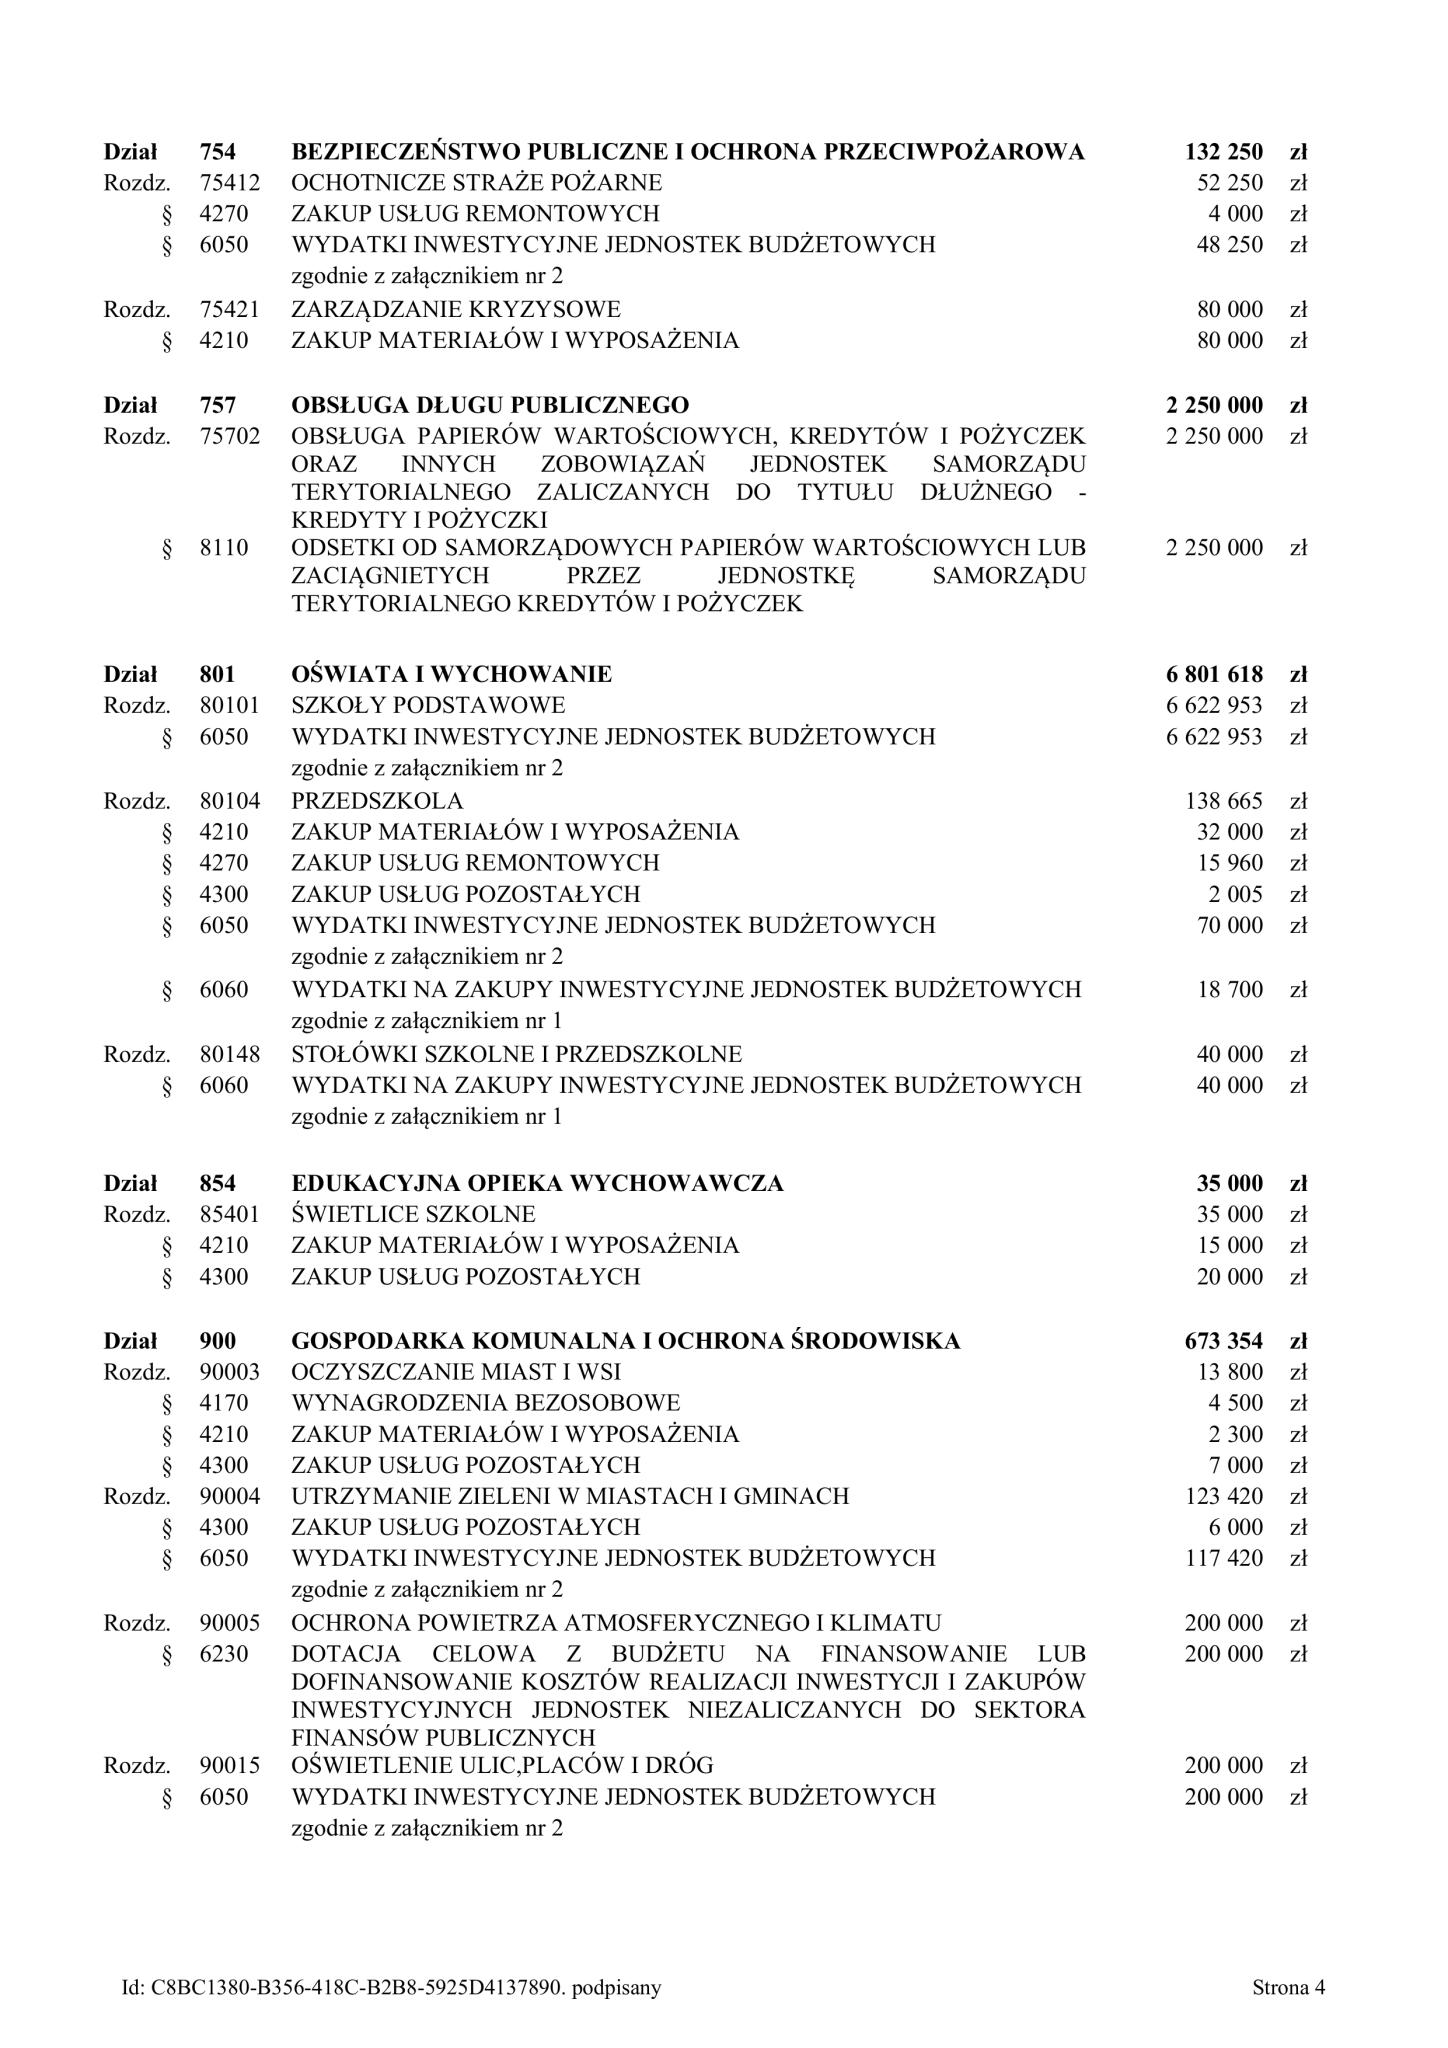 Dział 754 BEZPIECZEŃSTWO PUBLICZNE I OCHRONA PRZECIWPOŻAROWA 132 250 zł
Rozdz. 75412 OCHOTNICZE STRAŻE POŻARNE 52 250 zł
§ 4270 ZAKUP USŁUG REMONTOWYCH 4 000 zł
§ 6050 WYDATKI INWESTYCYJNE JEDNOSTEK BUDŻETOWYCH 48 250 zł
zgodnie z załącznikiem nr 2
Rozdz. 75421 ZARZĄDZANIE KRYZYSOWE 80 000 zł
§ 4210 ZAKUP MATERIAŁÓW I WYPOSAŻENIA 80 000 zł
Dział 757 OBSŁUGA DŁUGU PUBLICZNEGO 2 250 000 zł
Rozdz. 75702 OBSŁUGA PAPIERÓW WARTOŚCIOWYCH, KREDYTÓW I POŻYCZEK 2 250 000 zł
ORAZ INNYCH ZOBOWIĄZAŃ JEDNOSTEK SAMORZĄDU
TERYTORIALNEGO ZALICZANYCH DO TYTUŁU DŁUŻNEGO -
KREDYTY I POŻYCZKI
§ 8110 ODSETKI OD SAMORZĄDOWYCH PAPIERÓW WARTOŚCIOWYCH LUB 2 250 000 zł
ZACIĄGNIETYCH PRZEZ JEDNOSTKĘ SAMORZĄDU
TERYTORIALNEGO KREDYTÓW I POŻYCZEK
Dział 801 OŚWIATA I WYCHOWANIE 6 801 618 zł
Rozdz. 80101 SZKOŁY PODSTAWOWE 6 622 953 zł
§ 6050 WYDATKI INWESTYCYJNE JEDNOSTEK BUDŻETOWYCH 6 622 953 zł
zgodnie z załącznikiem nr 2
Rozdz. 80104 PRZEDSZKOLA 138 665 zł
§ 4210 ZAKUP MATERIAŁÓW I WYPOSAŻENIA 32 000 zł
§ 4270 ZAKUP USŁUG REMONTOWYCH 15 960 zł
§ 4300 ZAKUP USŁUG POZOSTAŁYCH 2 005 zł
§ 6050 WYDATKI INWESTYCYJNE JEDNOSTEK BUDŻETOWYCH 70 000 zł
zgodnie z załącznikiem nr 2
§ 6060 WYDATKI NA ZAKUPY INWESTYCYJNE JEDNOSTEK BUDŻETOWYCH 18 700 zł
zgodnie z załącznikiem nr 1
Rozdz. 80148 STOŁÓWKI SZKOLNE I PRZEDSZKOLNE 40 000 zł
§ 6060 WYDATKI NA ZAKUPY INWESTYCYJNE JEDNOSTEK BUDŻETOWYCH 40 000 zł
zgodnie z załącznikiem nr 1
Dział 854 EDUKACYJNA OPIEKA WYCHOWAWCZA 35 000 zł
Rozdz. 85401 ŚWIETLICE SZKOLNE 35 000 zł
§ 4210 ZAKUP MATERIAŁÓW I WYPOSAŻENIA 15 000 zł
§ 4300 ZAKUP USŁUG POZOSTAŁYCH 20 000 zł
Dział 900 GOSPODARKA KOMUNALNA I OCHRONA ŚRODOWISKA 673 354 zł
Rozdz. 90003 OCZYSZCZANIE MIAST I WSI 13 800 zł
§ 4170 WYNAGRODZENIA BEZOSOBOWE 4 500 zł
§ 4210 ZAKUP MATERIAŁÓW I WYPOSAŻENIA 2 300 zł
§ 4300 ZAKUP USŁUG POZOSTAŁYCH 7 000 zł
Rozdz. 90004 UTRZYMANIE ZIELENI W MIASTACH I GMINACH 123 420 zł
§ 4300 ZAKUP USŁUG POZOSTAŁYCH 6 000 zł
§ 6050 WYDATKI INWESTYCYJNE JEDNOSTEK BUDŻETOWYCH 117 420 zł
zgodnie z załącznikiem nr 2
Rozdz. 90005 OCHRONA POWIETRZA ATMOSFERYCZNEGO I KLIMATU 200 000 zł
§ 6230 DOTACJA CELOWA Z BUDŻETU NA FINANSOWANIE LUB 200 000 zł
DOFINANSOWANIE KOSZTÓW REALIZACJI INWESTYCJI I ZAKUPÓW
INWESTYCYJNYCH JEDNOSTEK NIEZALICZANYCH DO SEKTORA
FINANSÓW PUBLICZNYCH
Rozdz. 90015 OŚWIETLENIE ULIC,PLACÓW I DRÓG 200 000 zł
§ 6050 WYDATKI INWESTYCYJNE JEDNOSTEK BUDŻETOWYCH 200 000 zł
zgodnie z załącznikiem nr 2
Id: C8BC1380-B356-418C-B2B8-5925D4137890. podpisany Strona 4